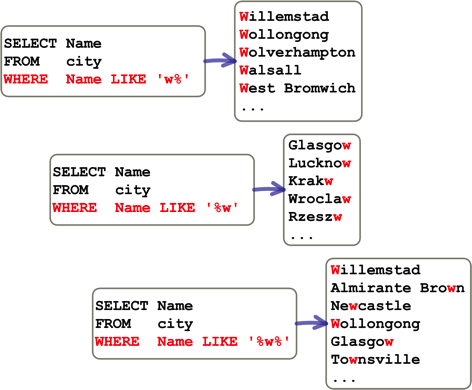 SELECT Name
FROM city
WHERE Name LIKE 'w%'
Willemstad
Wollongong
Wolverhampton
Walsall
West Bromwich
...
SELECT Name
FROM city
WHERE Name LIKE '%w'
Glasgow
Lucknow
Krakw
Wroclaw
Rzeszw
...
SELECT Name
FROM city
WHERE Name LIKE '%w%'
Willemstad
Almirante Brown
Newcastle
Wollongong
Glasgow
Townsville
...